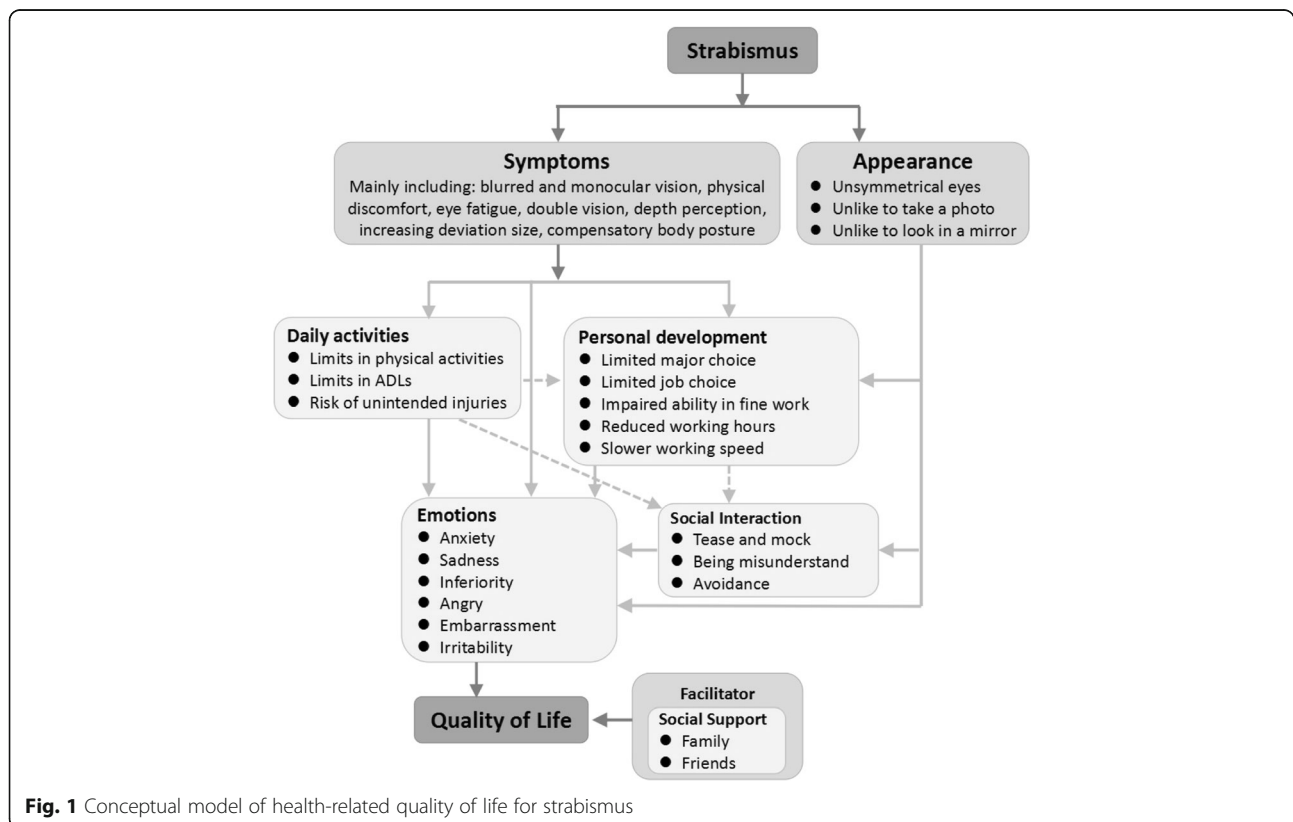 Strabismus
Symptoms
Mainly including: blurred and monocular vision, physical
discomfort, eye fatigue, double vision, depth perception,
increasing deviation size, compensatory body posture
Appearance
● Unsymmetrical eyes
● Unlike to take a photo
● Unlike to look in a mirror
Daily activities
● Limits in physical activities
● Limits in ADLs
● Risk of unintended injuries
Personal development
● Limited major choice
● Limited job choice
● Impaired ability in fine work
● Reduced working hours
● Slower working speed
Emotions
● Anxiety
● Sadness
● Inferiority
● Angry
● Embarrassment
● Irritability
Social Interaction
● Tease and mock
● Being misunderstand
● Avoidance
Quality of Life
Facilitator
Social Support
● Family
● Friends
Fig. 1 Conceptual model of health-related quality of life for strabismus